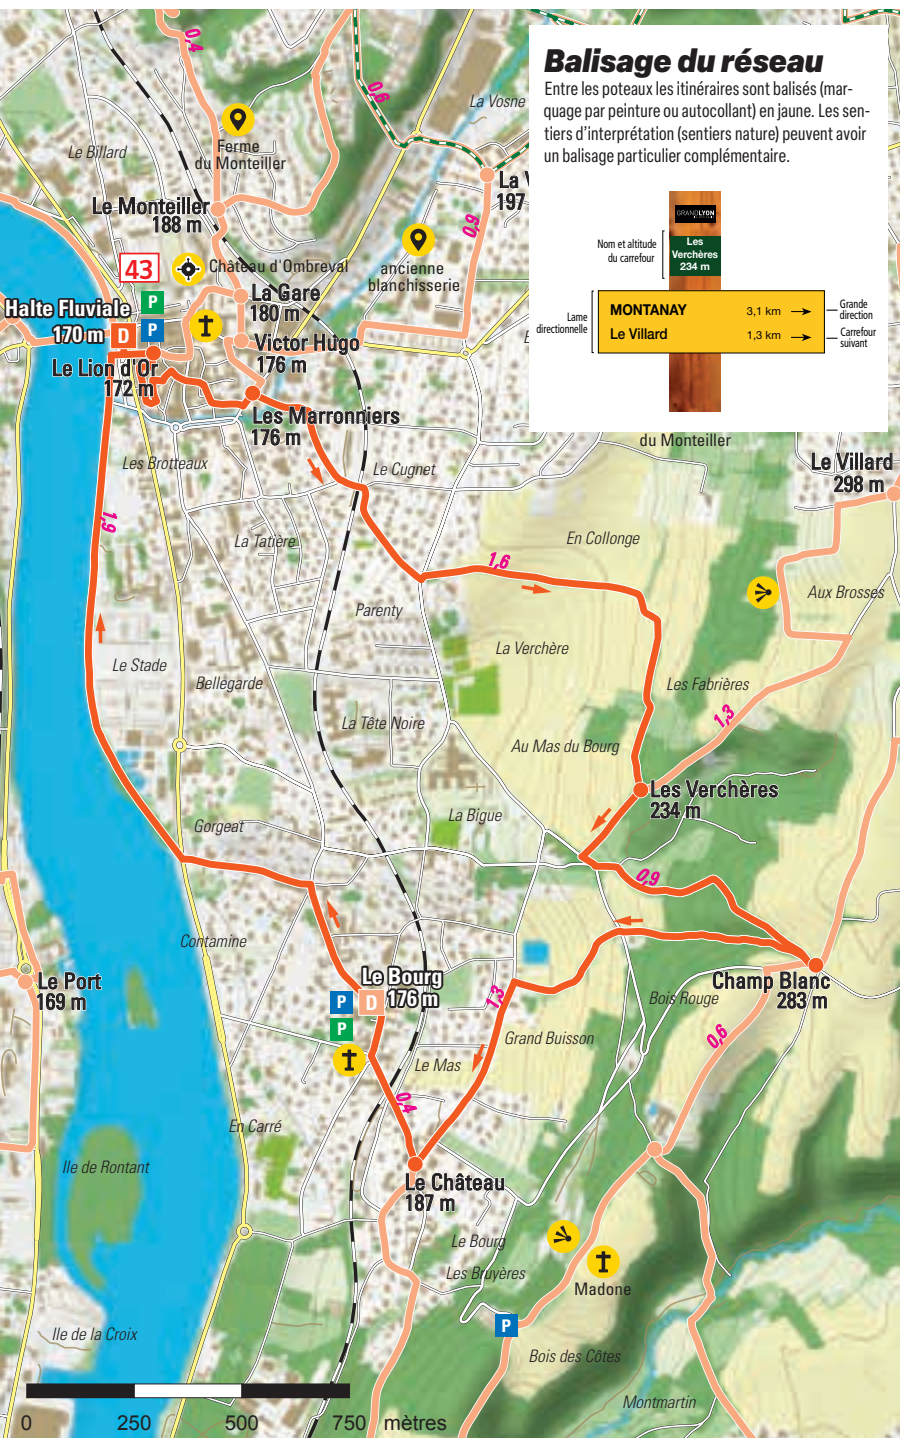 Balisage du réseau
Entre les poteaux les itinéraires sont balisés (mar-
quage par peinture ou autocollant) en jaune. Les sen-
tiers d'interprétation (sentiers nature) peuvent avoir
un balisage particulier complémentaire.
GRANDLYON
Nom et altitude
du carrefour
Les
Verchères
234 m
Lame
directionnelle
MONTANAY 3,1 km
Le Villard 1,3 km
Grande
direction
Carrefour
suivant
0,4
0,6
La Vosne
Ferme
du Monteiller
Le Billard
La V
197
Le Monteiller
188 m
0,9
43
Château d'Ombreval
ancienne
blanchisserie
P
La Gare
180 m
Halte Fluviale
170 m
D
P
Victor Hugo
176 m
Le Lion d'Or
172 m
Les Marronniers
176 m
du Monteiller
Les Brotteaux
Le Cugnet
Le Villard
298 m
1,9
La Tatière
En Collonge
1,6
Parenty
Aux Brosses
La Verchère
Le Stade
Bellegarde
Les Fabrières
La Tête Noire
1,3
Au Mas du Bourg
Les Verchères
234 m
La Bigue
Gorgeat
0,9
Contamine
Le Bourg
176 m
Le Port
169 m
P
D
P
Champ Blanc
283 m
1,3
Bois Rouge
Grand Buisson
0,6
Le Mas
0,4
En Carré
Ile de Rontant
Le Château
187 m
Le Bourg
Les Bruyères
Madone
P
Ile de la Croix
Bois des Côtes
Montmartin
0 250 500 750 mètres